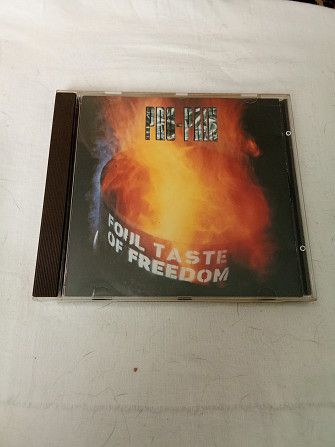 PRO-PAIN
FOUL TASTE
OF FREEDOM